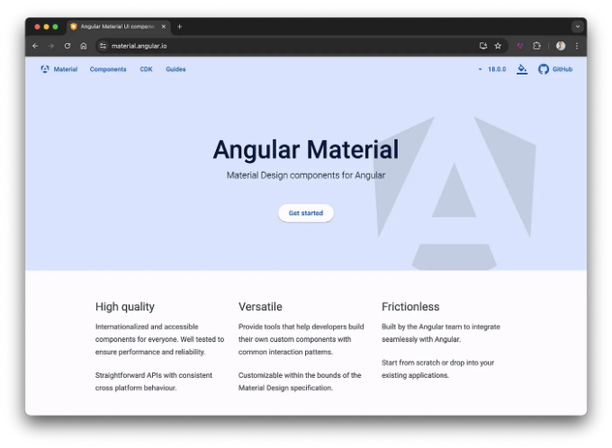 Angular Material UI compone
material.angular.io
Material Components CDK Guides 18.0.0 GitHub
Angular Material
Material Design components for Angular
Get started
High quality
Internationalized and accessible
components for everyone. Well tested to
ensure performance and reliability.
Straightforward APIs with consistent
cross platform behaviour.
Versatile
Provide tools that help developers build
their own custom components with
common interaction patterns.
Customizable within the bounds of the
Material Design specification.
Frictionless
Built by the Angular team to integrate
seamlessly with Angular.
Start from scratch or drop into your
existing applications.